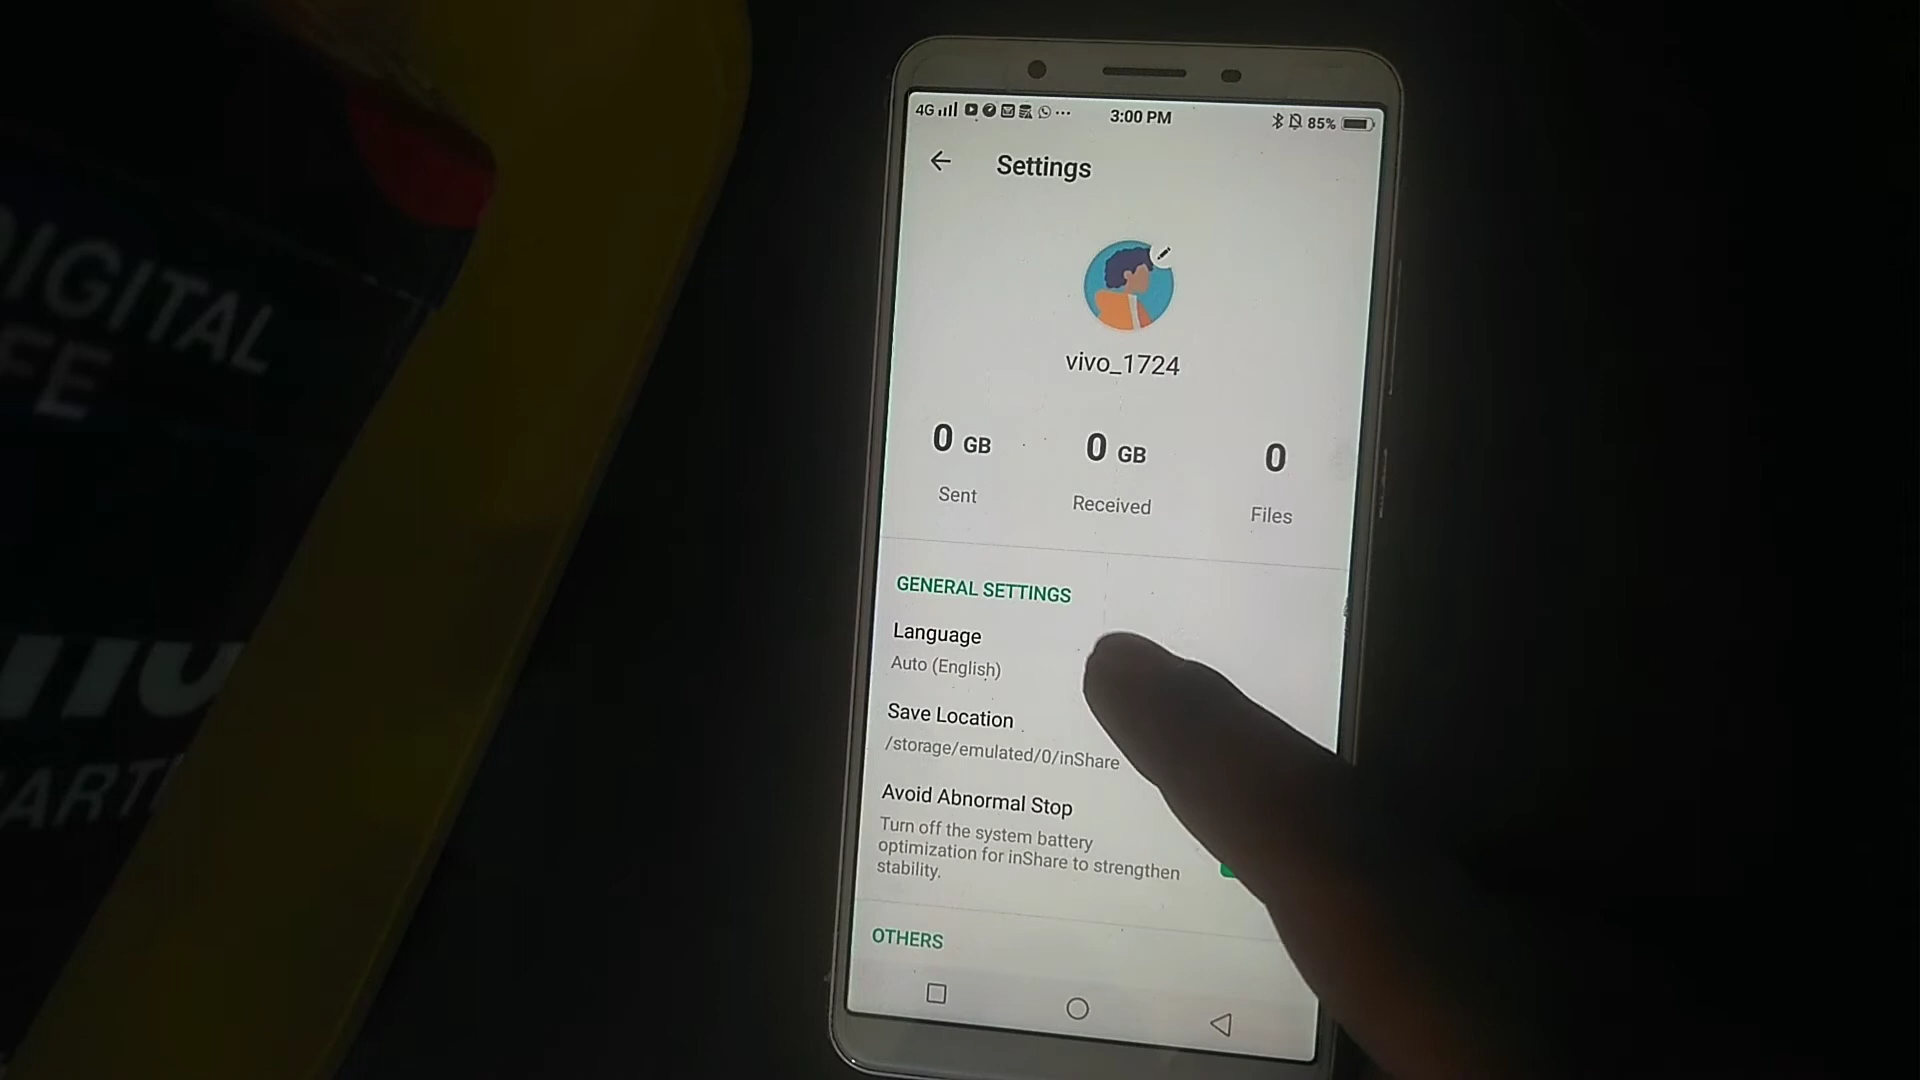 4G 3:00 PM 85%
Settings
vivo_1724
0 GB 0 GB 0
Sent Received Files
GENERAL SETTINGS
Language
Auto (English)
Save Location
/storage/emulated/0/inShare
Avoid Abnormal Stop
Turn off the system battery
optimization for inShare to strengthen
stability.
OTHERS
DIGITAL